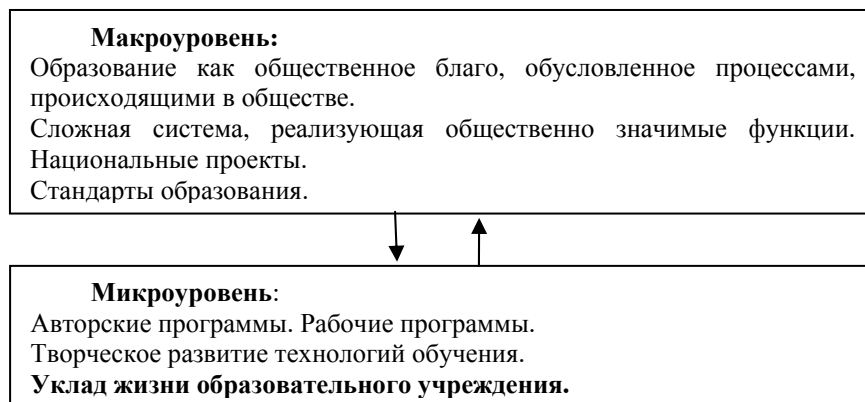 Макроуровень:
Образование как общественное благо, обусловленное процессами,
происходящими в обществе.
Сложная система, реализующая общественно значимые функции.
Национальные проекты.
Стандарты образования.
Микроуровень:
Авторские программы. Рабочие программы.
Творческое развитие технологий обучения.
Уклад жизни образовательного учреждения.